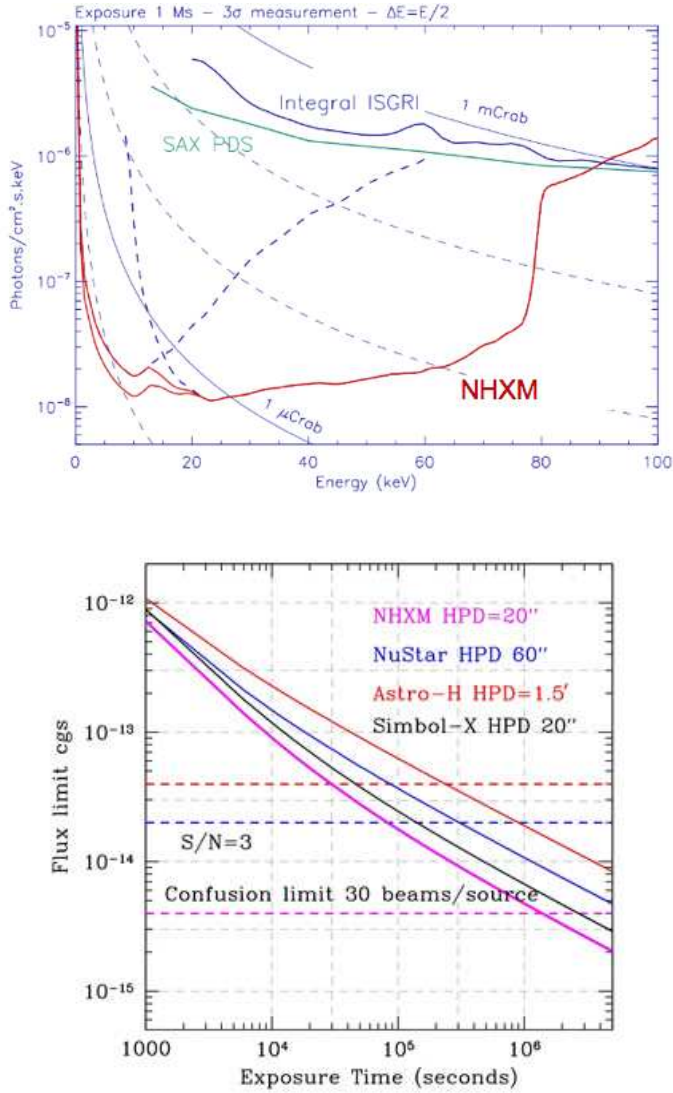 Exposure 1 Ms – 3σ measurement – ΔE=E/2
10⁻⁵
10⁻⁶
10⁻⁷
10⁻⁸
Photons/cm².s.keV
Integral ISGRI
1 mCrab
SAX PDS
NHXM
1 μCrab
0 20 40 60 80 100
Energy (keV)
10⁻¹²
10⁻¹³
10⁻¹⁴
10⁻¹⁵
Flux limit cgs
NHXM HPD=20"
NuStar HPD 60"
Astro-H HPD=1.5'
Simbol-X HPD 20"
S/N=3
Confusion limit 30 beams/source
1000 10⁴ 10⁵ 10⁶
Exposure Time (seconds)